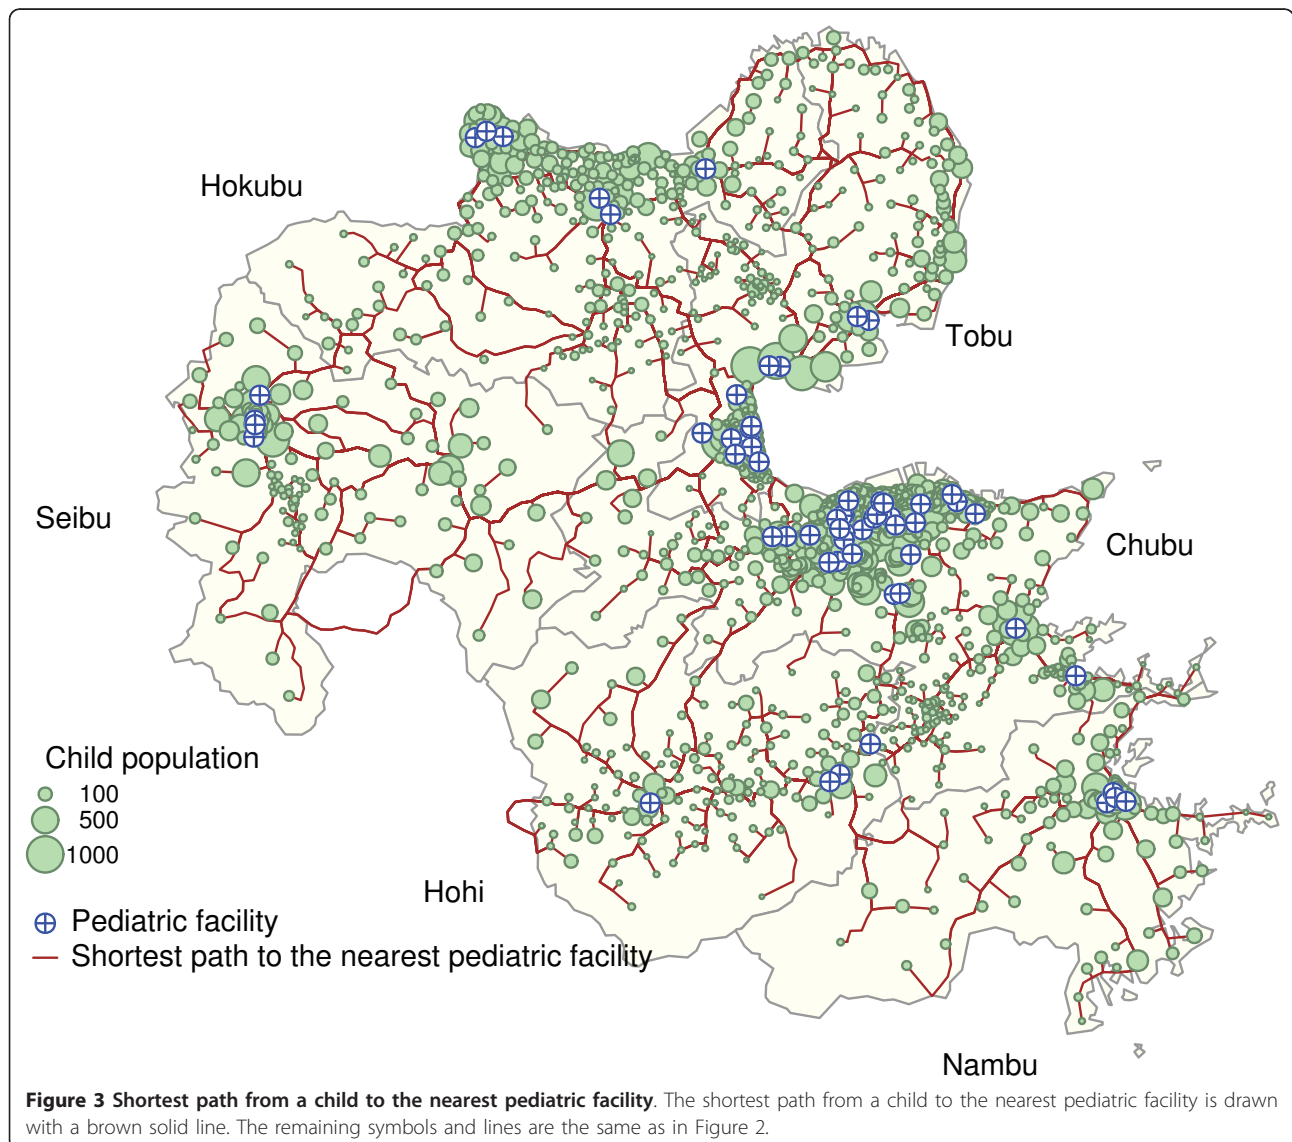 Hokubu
Tobu
Seibu
Chubu
Child population
100
500
1000
Hohi
Pediatric facility
Shortest path to the nearest pediatric facility
Nambu
Figure 3 Shortest path from a child to the nearest pediatric facility. The shortest path from a child to the nearest pediatric facility is drawn
with a brown solid line. The remaining symbols and lines are the same as in Figure 2.